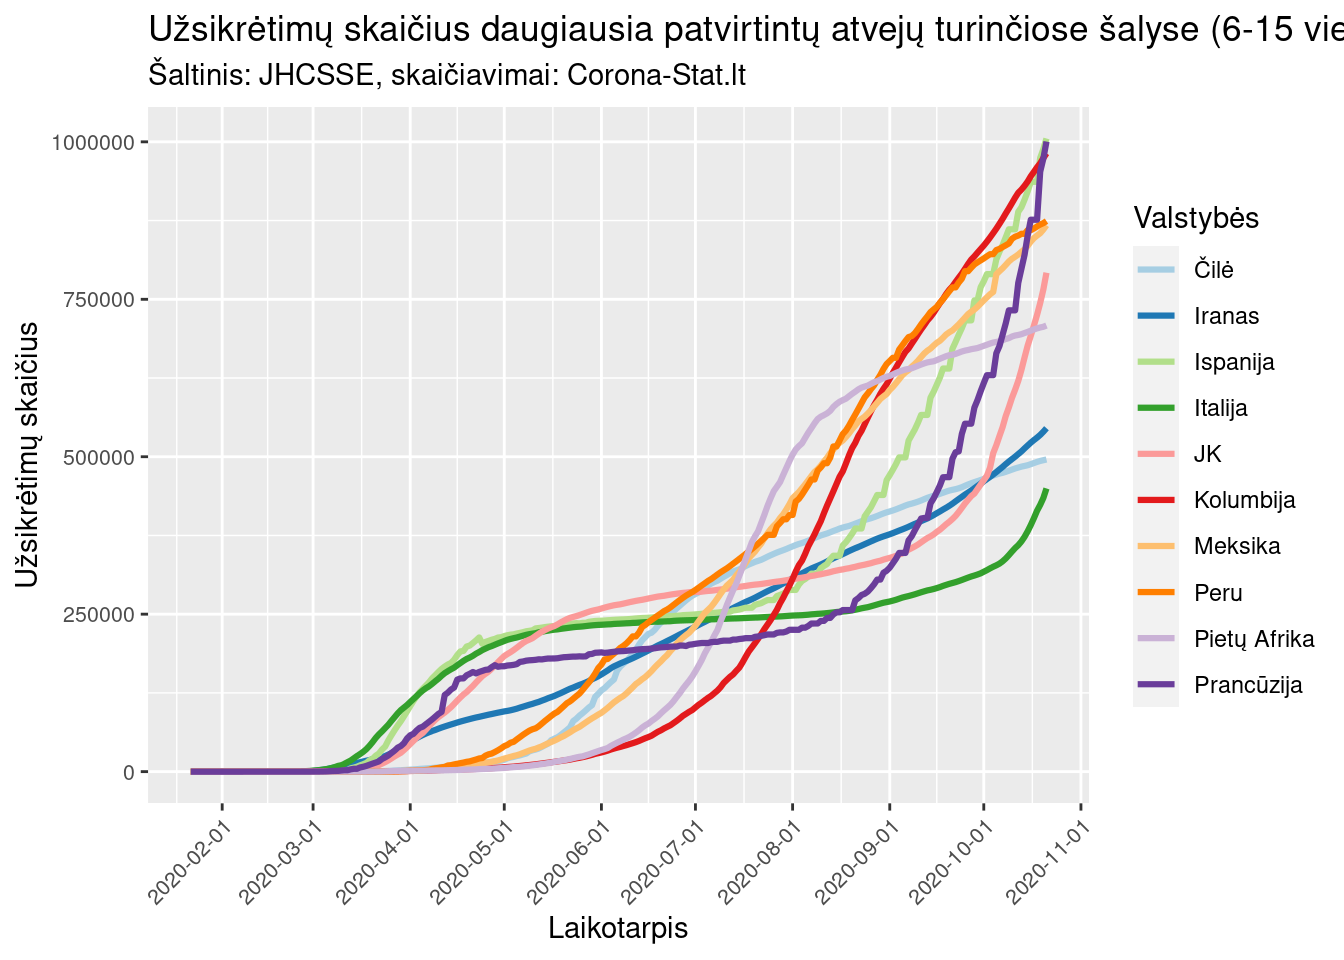 Užsikrėtimų skaičius daugiausia patvirtintų atvejų turinčiose šalyse (6-15 vie
Šaltinis: JHCSSE, skaičiavimai: Corona-Stat.lt
Užsikrėtimų skaičius
1000000
750000
500000
250000
0
2020-02-01
2020-03-01
2020-04-01
2020-05-01
2020-06-01
2020-07-01
2020-08-01
2020-09-01
2020-10-01
2020-11-01
Laikotarpis
Valstybės
Čilė
Iranas
Ispanija
Italija
JK
Kolumbija
Meksika
Peru
Pietų Afrika
Prancūzija